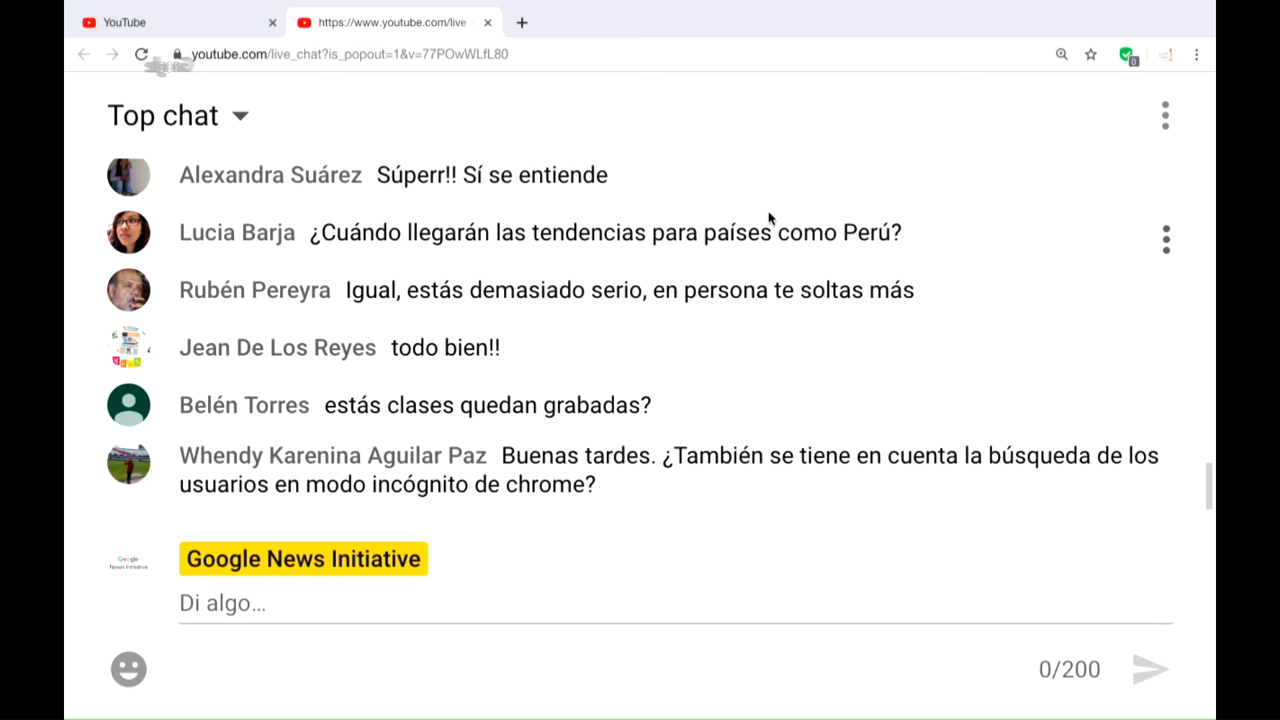 YouTube
https://www.youtube.com/live
youtube.com/live_chat?is_popout=1&v=77POwWLfL80
0
Top chat
Alexandra Suárez Súperr!! Sí se entiende
Lucia Barja ¿Cuándo llegarán las tendencias para países como Perú?
Rubén Pereyra Igual, estás demasiado serio, en persona te soltas más
Jean De Los Reyes todo bien!!
Belén Torres estás clases quedan grabadas?
Whendy Karenina Aguilar Paz Buenas tardes. ¿También se tiene en cuenta la búsqueda de los
usuarios en modo incógnito de chrome?
Google
News Initiative
Google News Initiative
Di algo...
0/200